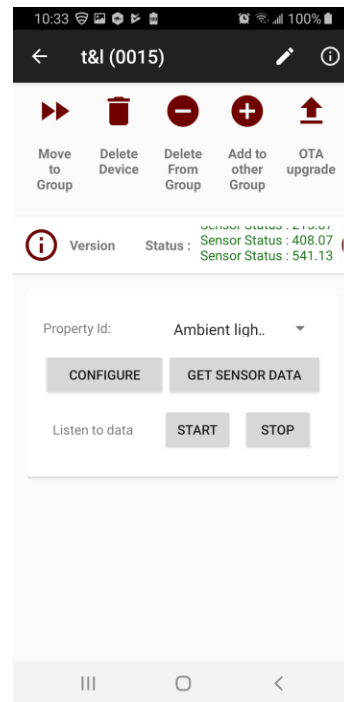 10:33 100%
t&l (0015)
Move Delete Delete Add to OTA
to Device From other upgrade
Group Group Group
Sensor Status :
Version Status : Sensor Status : 408.07
Sensor Status : 541.13
Property Id: Ambient ligh..
CONFIGURE GET SENSOR DATA
Listen to data START STOP